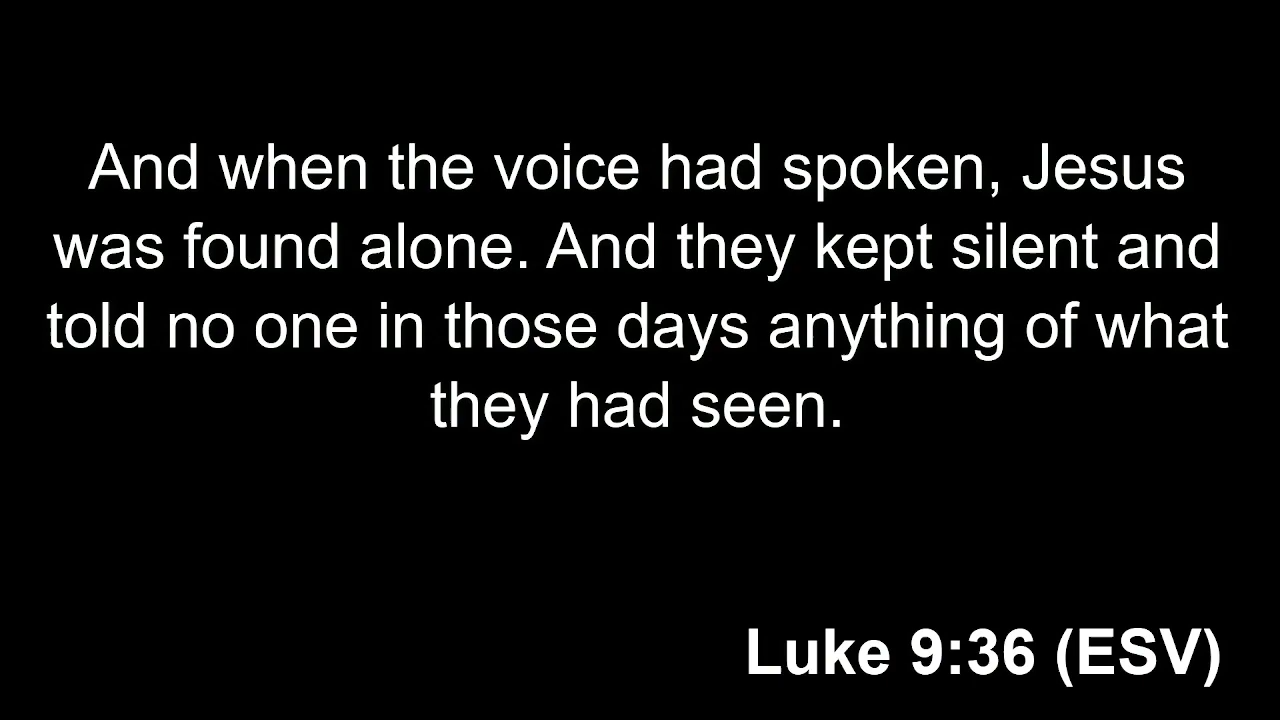 And when the voice had spoken, Jesus
was found alone. And they kept silent and
told no one in those days anything of what
they had seen.
Luke 9:36 (ESV)